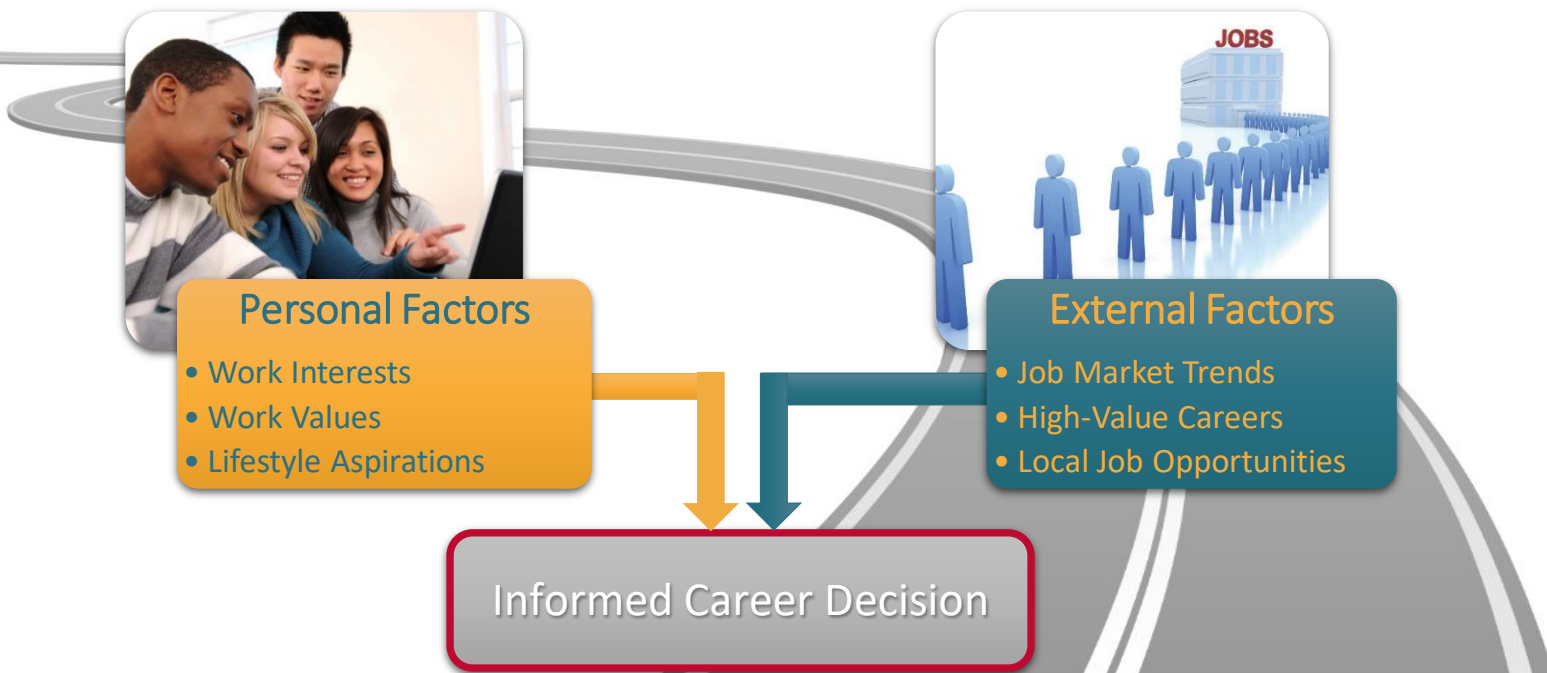 JOBS
Personal Factors
• Work Interests
• Work Values
• Lifestyle Aspirations
External Factors
• Job Market Trends
• High-Value Careers
• Local Job Opportunities
Informed Career Decision